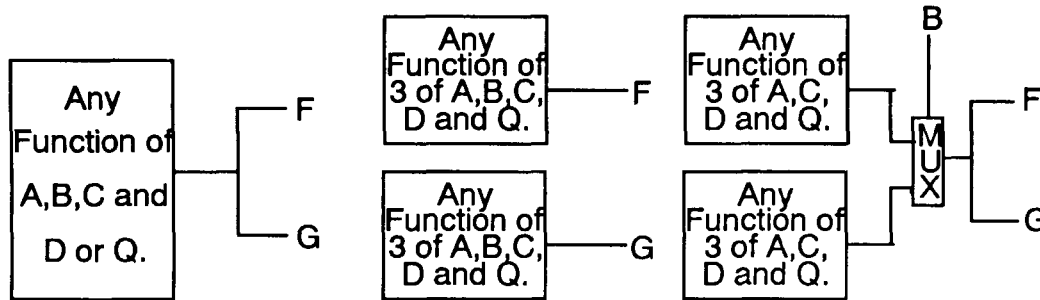 Any
Function of
A,B,C and
D or Q.
F
G
Any
Function of
3 of A,B,C,
D and Q.
F
Any
Function of
3 of A,B,C,
D and Q.
G
Any
Function of
3 of A,C,
D and Q.
Any
Function of
3 of A,C,
D and Q.
B
MUX
F
G